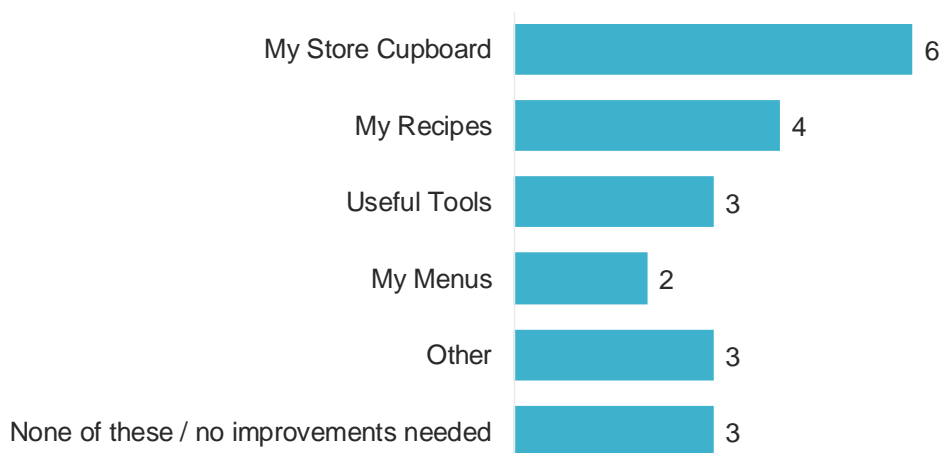 My Store Cupboard 6
My Recipes 4
Useful Tools 3
My Menus 2
Other 3
None of these / no improvements needed 3